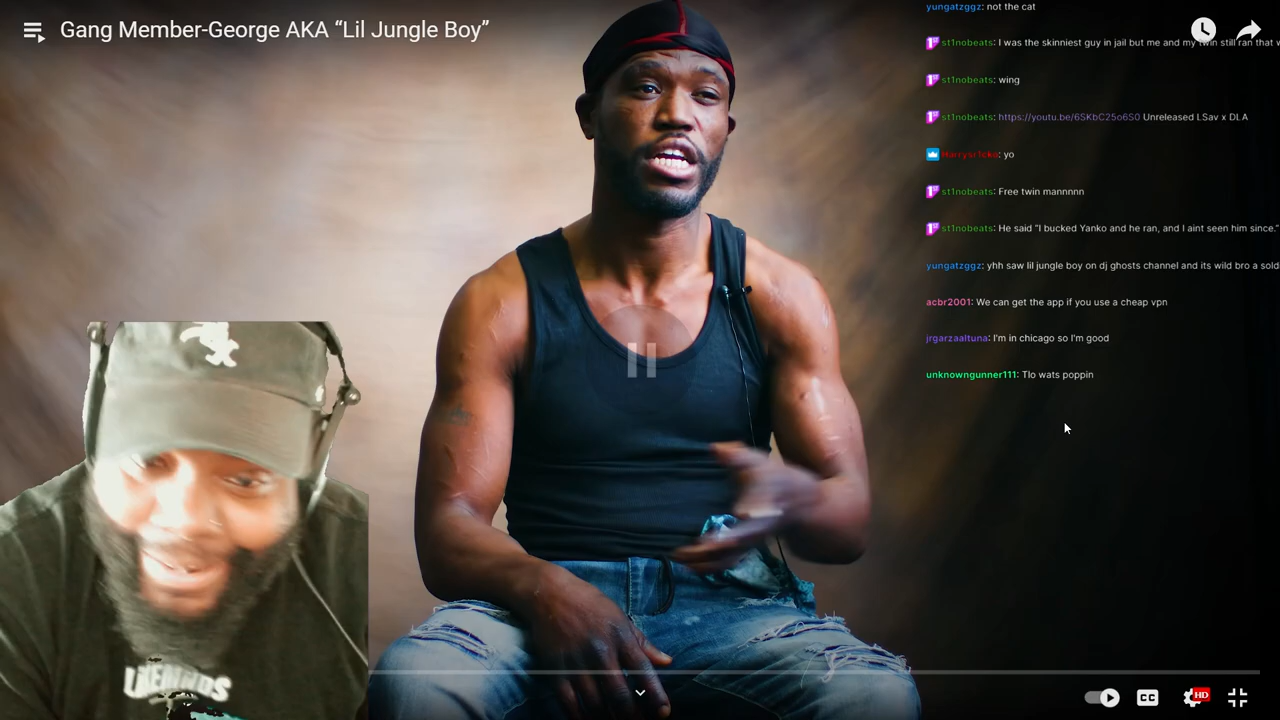 Gang Member-George AKA “Lil Jungle Boy”
yungatzggz: not the cat
st1nobeats: I was the skinniest guy in jail but me and my twin still ran that
st1nobeats: wing
st1nobeats: https://youtu.be/6SKbC25o6S0 Unreleased LSav x DLA
yo
st1nobeats: Free twin mannnnn
st1nobeats: He said "I bucked Yanko and he ran, and I aint seen him since."
yungatzggz: yhh saw lil jungle boy on dj ghosts channel and its wild bro a sold
acbr2001: We can get the app if you use a cheap vpn
jrgarzaaltuna: I'm in chicago so I'm good
unknowngunner111: Tlo wats poppin
CC
HD